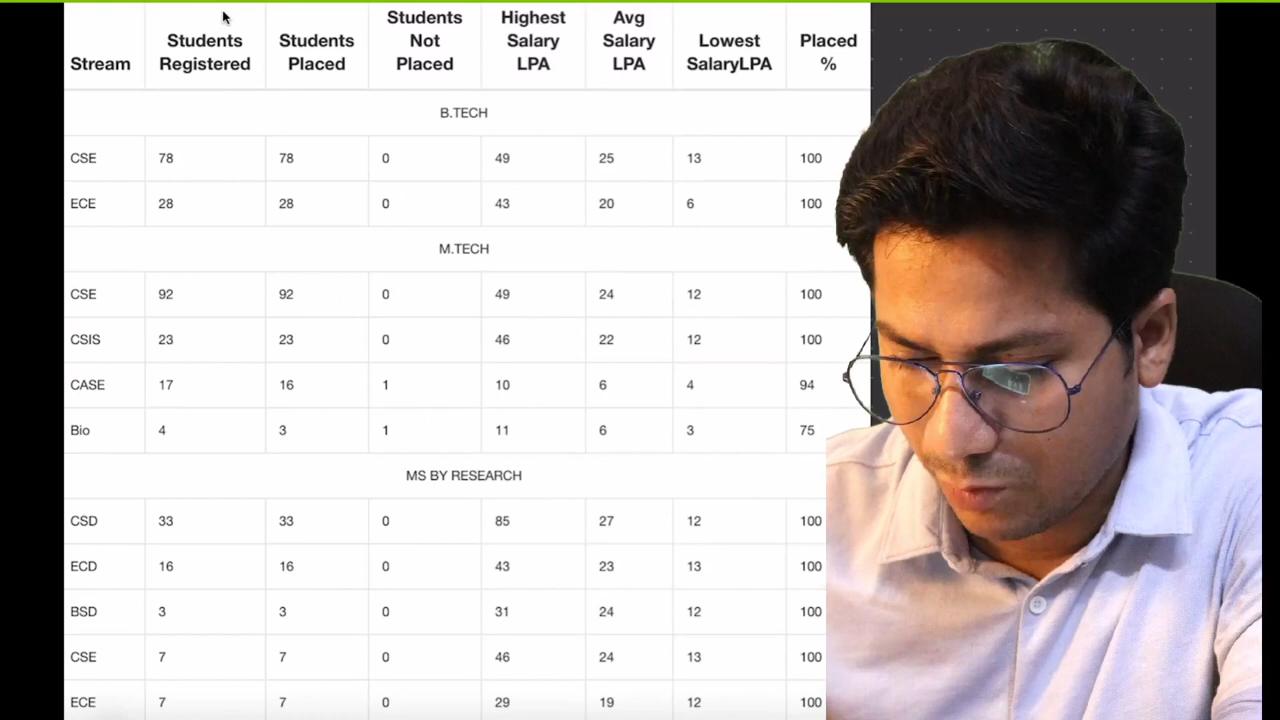 Stream Students Registered Students Placed Students Not Placed Highest Salary LPA Avg Salary LPA Lowest SalaryLPA Placed %
B.TECH
CSE 78 78 0 49 25 13 100
ECE 28 28 0 43 20 6 100
M.TECH
CSE 92 92 0 49 24 12 100
CSIS 23 23 0 46 22 12 100
CASE 17 16 1 10 6 4 94
Bio 4 3 1 11 6 3 75
MS BY RESEARCH
CSD 33 33 0 85 27 12 100
ECD 16 16 0 43 23 13 100
BSD 3 3 0 31 24 12 100
CSE 7 7 0 46 24 13 100
ECE 7 7 0 29 19 12 100